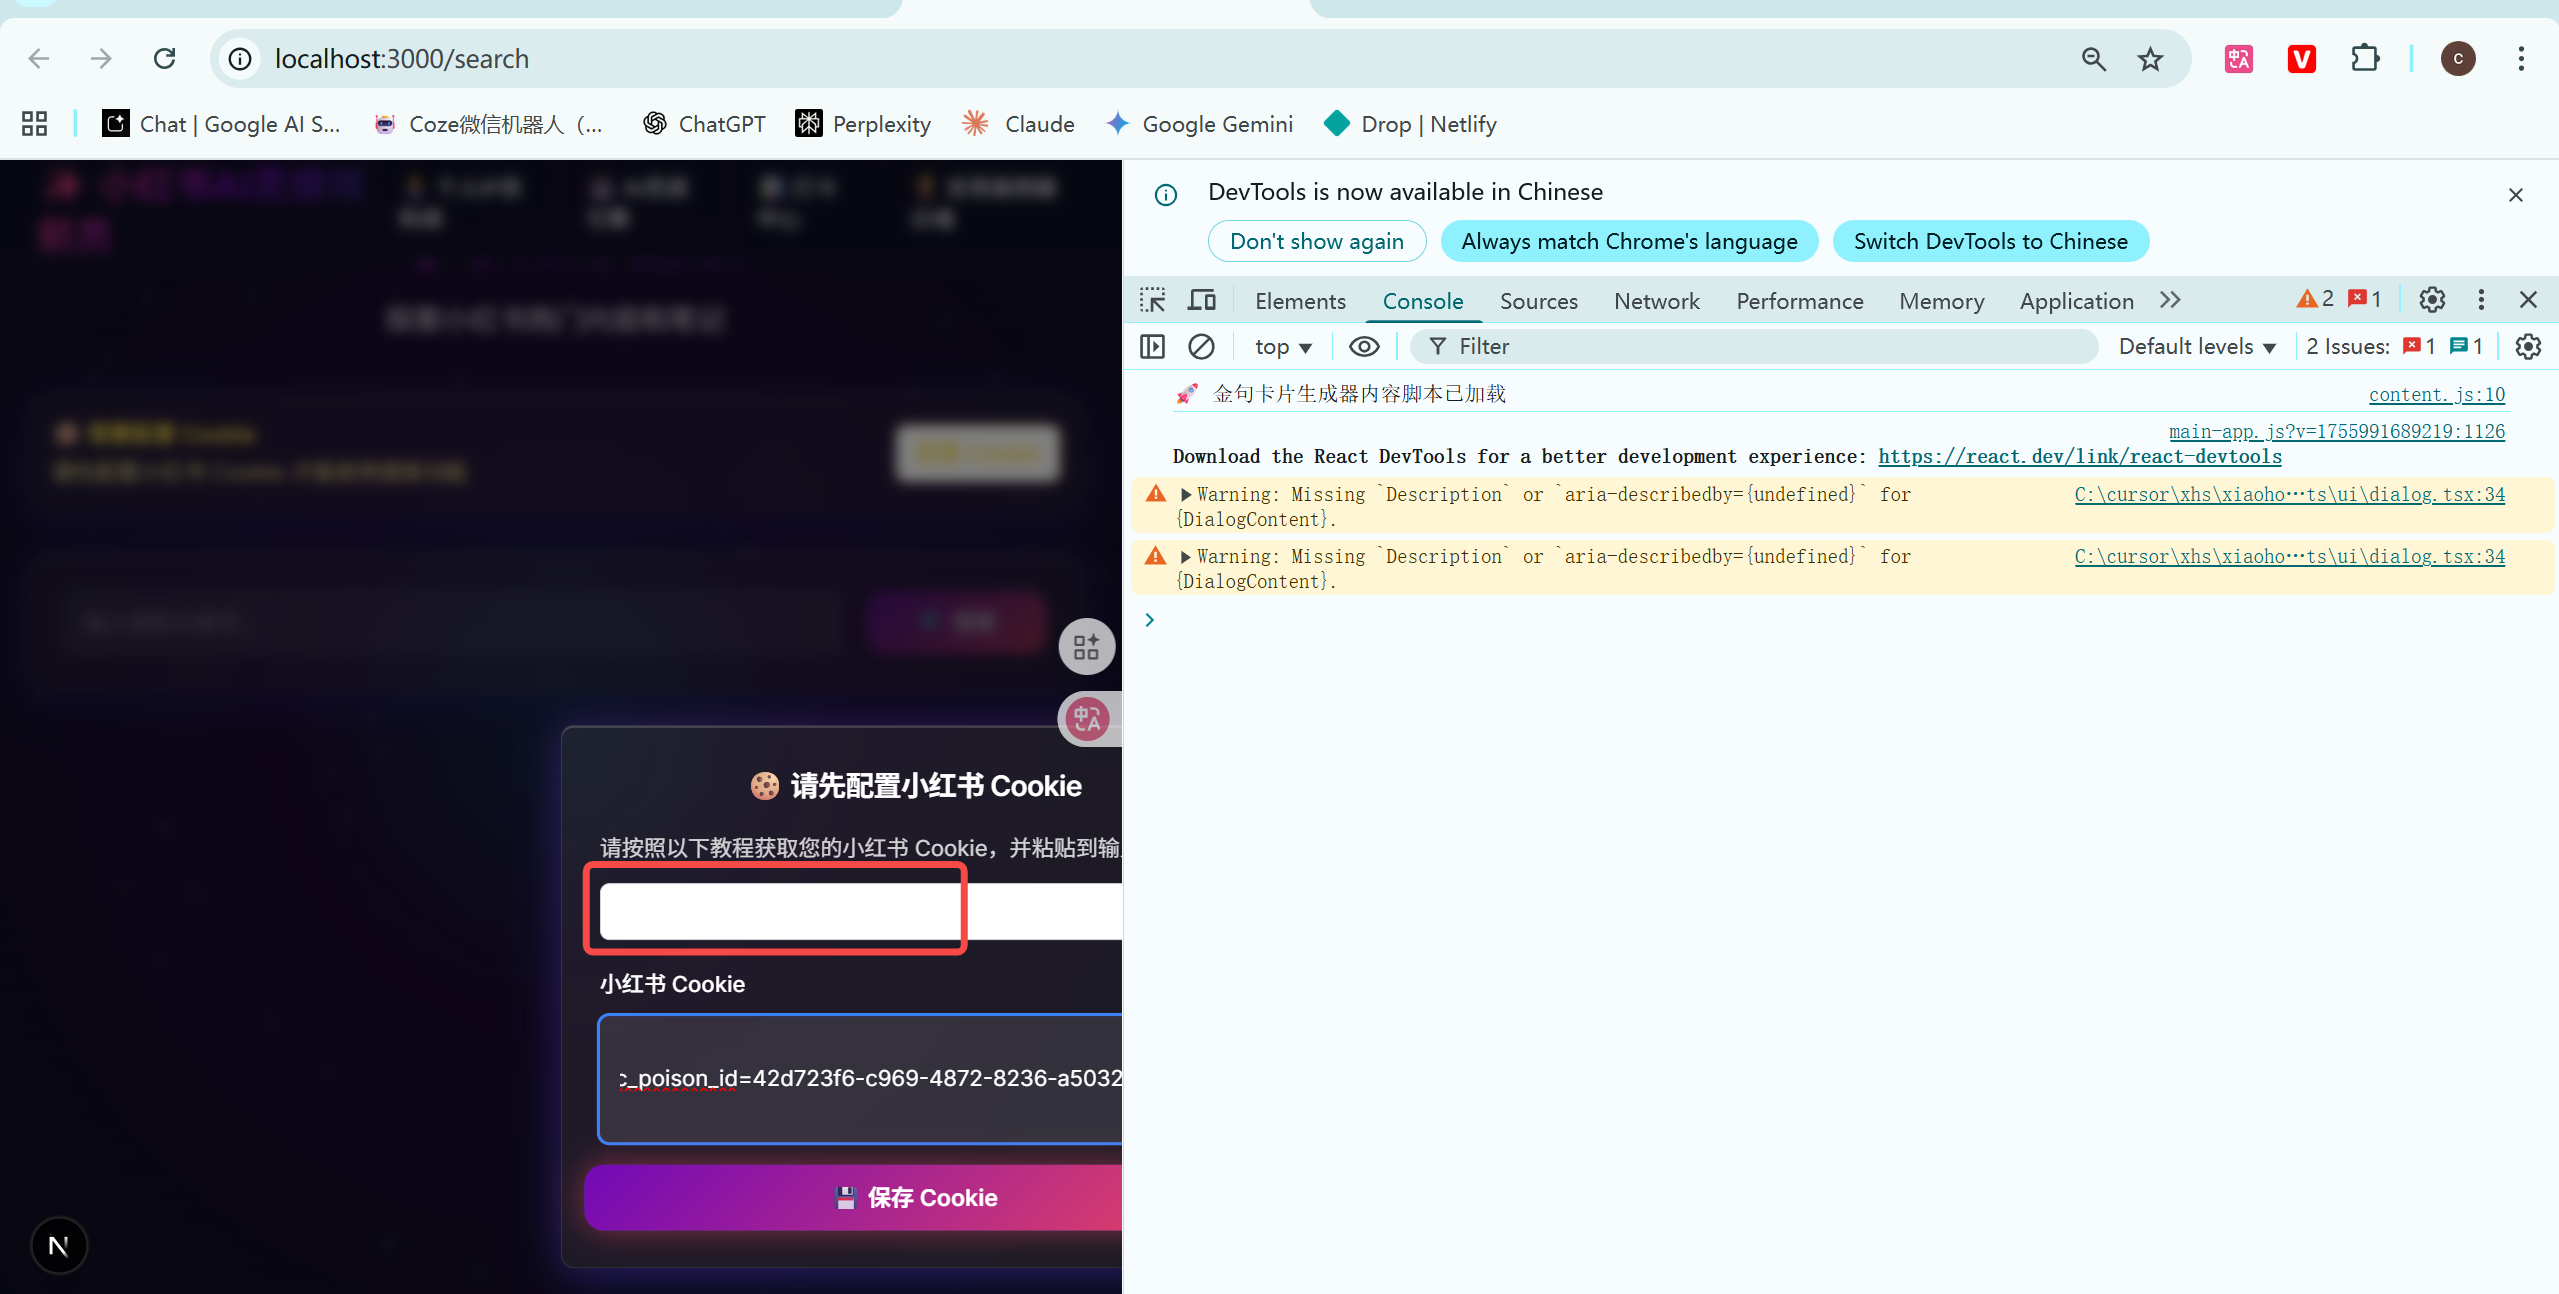 localhost:3000/search
C
Chat | Google AI S...
Coze微信机器人（...
ChatGPT
Perplexity
Claude
Google Gemini
Drop | Netlify
DevTools is now available in Chinese
Don't show again
Always match Chrome's language
Switch DevTools to Chinese
Elements
Console
Sources
Network
Performance
Memory
Application
2
1
top
Filter
Default levels
2 Issues:
1
1
🚀 金句卡片生成器内容脚本已加载
content.js:10
main-app.js?v=1755991689219:1126
Download the React DevTools for a better development experience: https://react.dev/link/react-devtools
Warning: Missing `Description` or `aria-describedby={undefined}` for
C:\cursor\xhs\xiaoho…ts\ui\dialog.tsx:34
{DialogContent}.
Warning: Missing `Description` or `aria-describedby={undefined}` for
C:\cursor\xhs\xiaoho…ts\ui\dialog.tsx:34
{DialogContent}.
🍪 请先配置小红书 Cookie
请按照以下教程获取您的小红书 Cookie，并粘贴到输
小红书 Cookie
c_poison_id=42d723f6-c969-4872-8236-a5032
💾 保存 Cookie
N